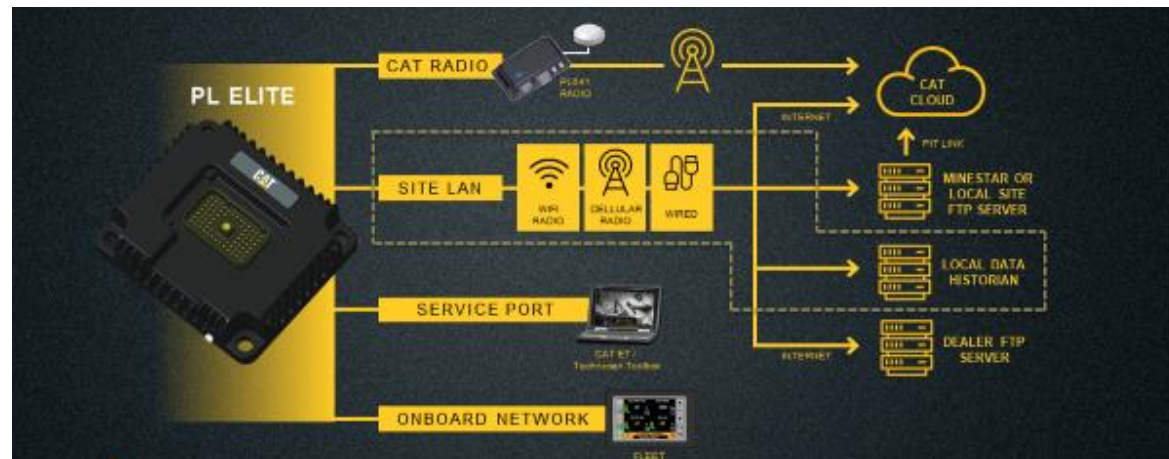 PL ELITE
CAT
CAT RADIO
RADIO
CAT
CLOUD
INTERNET
PIT LINK
SITE LAN
WIFI
RADIO
CELLULAR
RADIO
WIRED
MINESTAR OR
LOCAL SITE
FTP SERVER
LOCAL DATA
HISTORIAN
SERVICE PORT
CAT ET /
Technician Toolbox
INTERNET
DEALER FTP
SERVER
ONBOARD NETWORK
FLEET